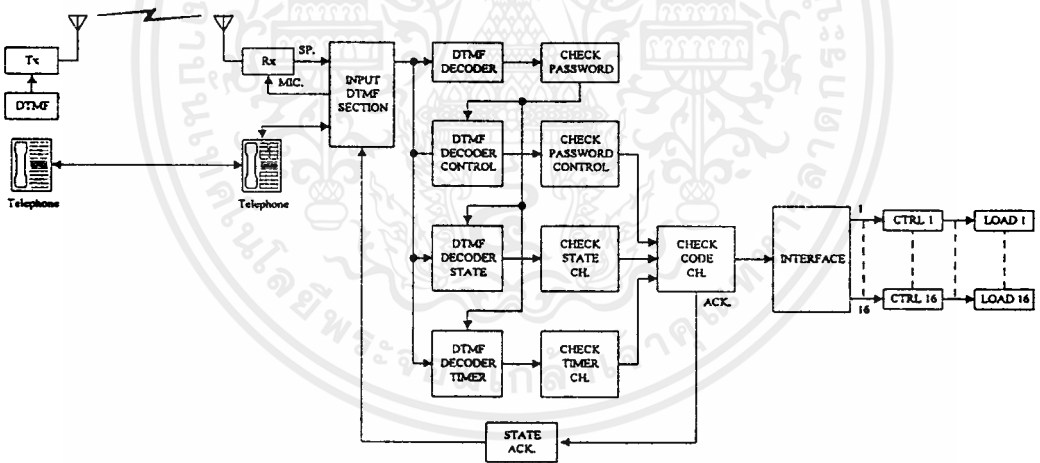 Tx
DTMF
Telephone
Telephone
Rx
SP.
MIC.
INPUT
DTMF
SECTION
DTMF
DECODER
CHECK
PASSWORD
DTMF
DECODER
CONTROL
CHECK
PASSWORD
CONTROL
DTMF
DECODER
STATE
CHECK
STATE
CH.
DTMF
DECODER
TIMER
CHECK
TIMER
CH.
CHECK
CODE
CH.
ACK.
STATE
ACK.
INTERFACE
1
16
CTRL 1
LOAD 1
CTRL 16
LOAD 16